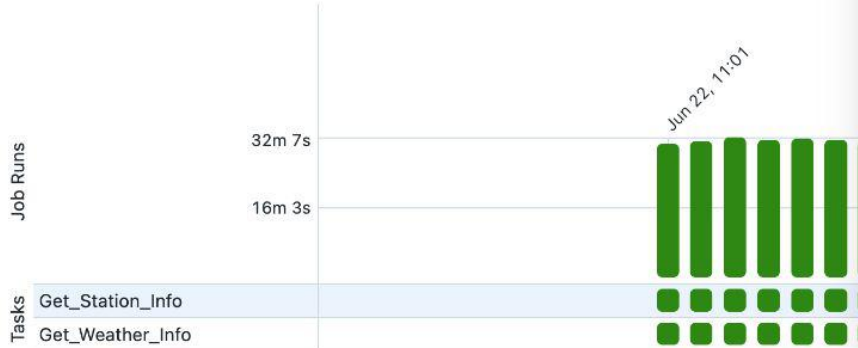 Jun 22, 11:01
Job Runs
32m 7s
16m 3s
Tasks
Get_Station_Info
Get_Weather_Info